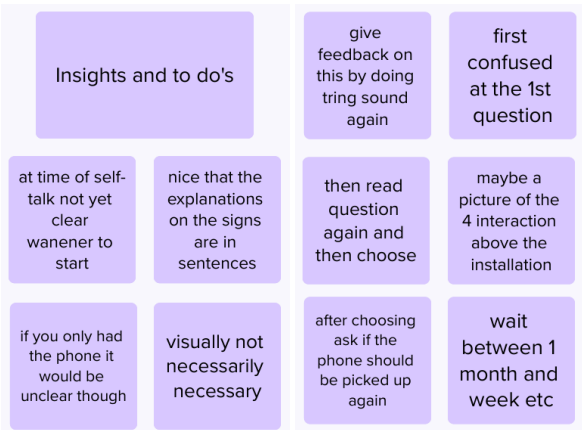 Insights and to do's
at time of self-
talk not yet
clear
wanener to
start
nice that the
explanations
on the signs
are in
sentences
if you only had
the phone it
would be
unclear though
visually not
necessarily
necessary
give
feedback on
this by doing
tring sound
again
first
confused
at the 1st
question
then read
question
again and
then choose
maybe a
picture of the
4 interaction
above the
installation
after choosing
ask if the
phone should
be picked up
again
wait
between 1
month and
week etc